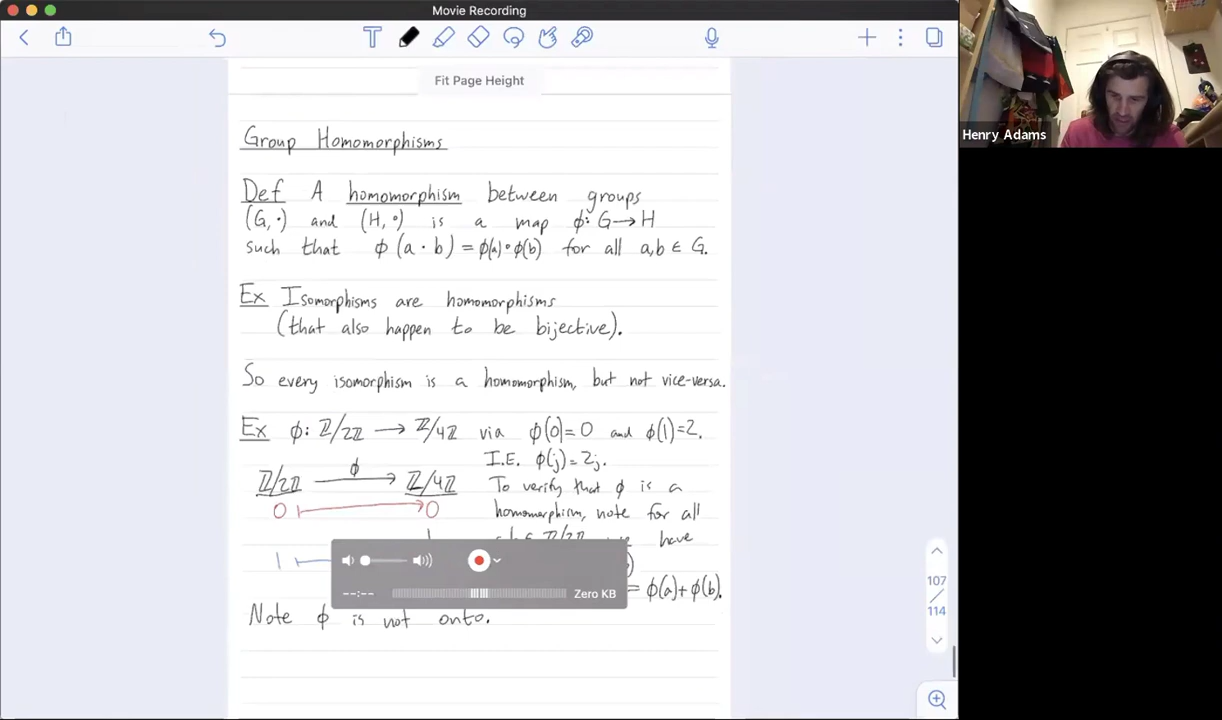 Movie Recording
Fit Page Height
Henry Adams
Group Homomorphisms
Def A homomorphism between groups
(G,·) and (H,∘) is a map ϕ: G→H
such that ϕ(a·b)=ϕ(a)∘ϕ(b) for all a,b ∈ G.
Ex Isomorphisms are homomorphisms
(that also happen to be bijective).
So every isomorphism is a homomorphism, but not vice-versa.
Ex ϕ: ℤ/2ℤ → ℤ/4ℤ via ϕ(0)=0 and ϕ(1)=2.
I.E. ϕ(j)=2j.
ℤ/2ℤ ϕ→ ℤ/4ℤ
To verify that ϕ is a
0 ↦ 0
homomorphism, note for all
have
1
1
= ϕ(a)+ϕ(b).
--:--
Zero KB
Note ϕ is not onto.
107
114